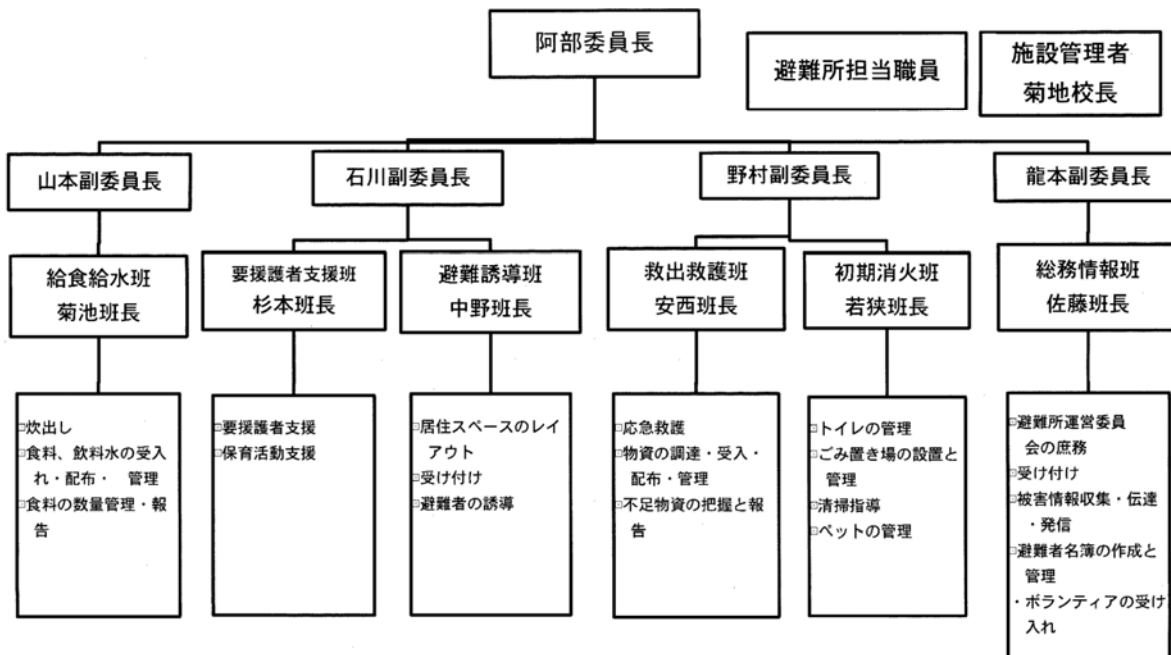 阿部委員長
避難所担当職員
施設管理者
菊地校長
山本副委員長
石川副委員長
野村副委員長
龍本副委員長
給食給水班
菊池班長
要援護者支援班
杉本班長
避難誘導班
中野班長
救出救護班
安西班長
初期消火班
若狭班長
総務情報班
佐藤班長
炊出し
食料、飲料水の受入
れ・配布・ 管理
食料の数量管理・報
告
要援護者支援
保育活動支援
居住スペースのレイ
アウト
受け付け
避難者の誘導
応急救護
物資の調達・受入・
配布・管理
不足物資の把握と報
告
トイレの管理
ごみ置き場の設置と
管理
清掃指導
ペットの管理
避難所運営委員
会の庶務
受け付け
被害情報収集・伝達
・発信
避難者名簿の作成と
管理
・ボランティアの受け
入れ